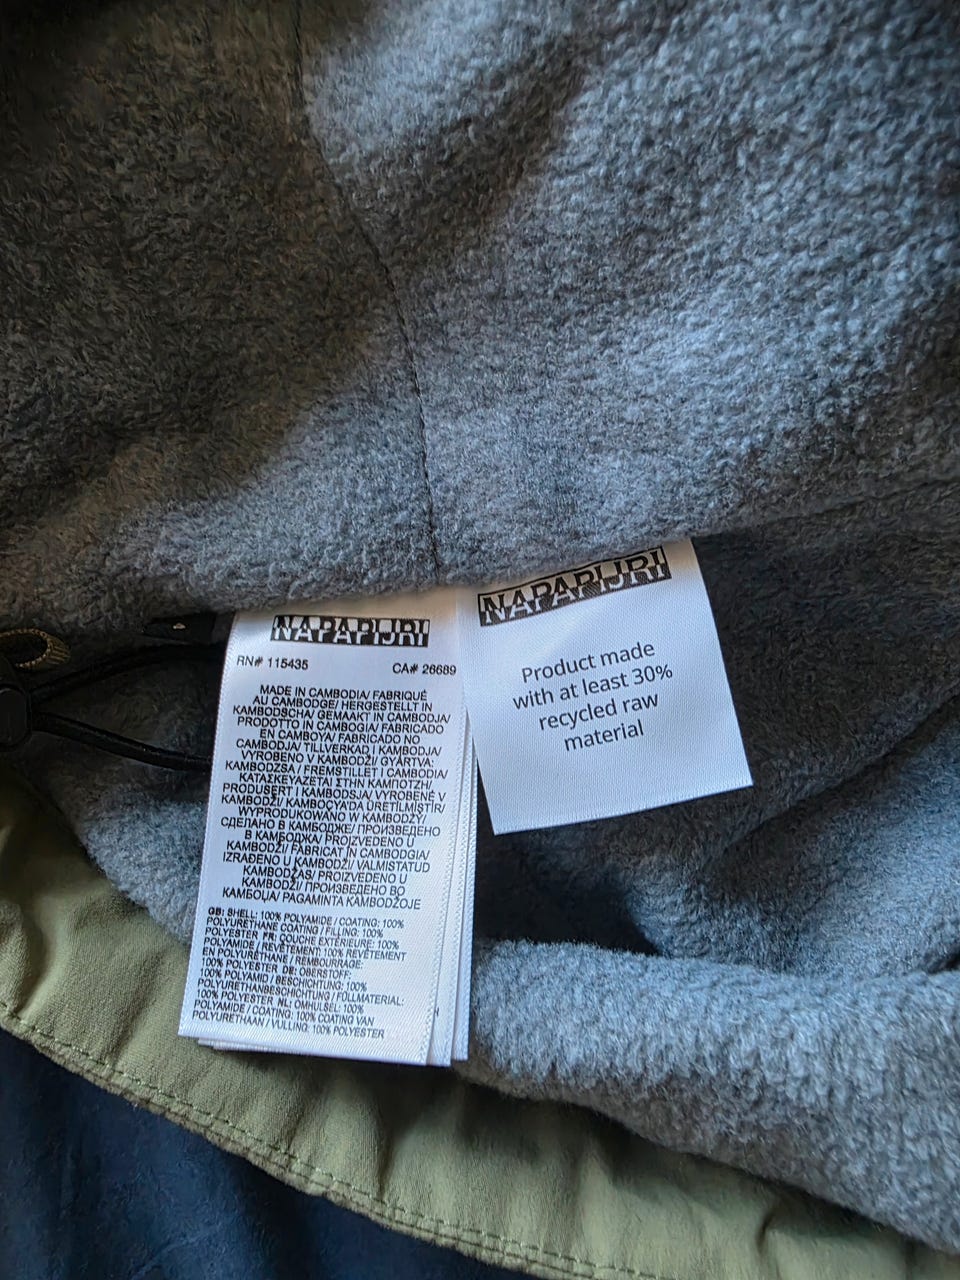 NAPAPIJRI
RN# 115435 CA# 26689
MADE IN CAMBODIA/ FABRIQUÉ
AU CAMBODGE/ HERGESTELLT IN
KAMBODSCHA/ GEMAAKT IN CAMBODJA/
PRODOTTO IN CAMBOGIA/ FABRICADO
EN CAMBOYA/ FABRICADO NO
CAMBODJA/ TILLVERKAD I KAMBODJA/
VYROBENO V KAMBODŽI/ GYÁRTVA:
KAMBODZSA / FREMSTILLET I CAMBODIA/
ΚΑΤΑΣΚΕΥΑΖΕΤΑΙ ΣΤΗΝ ΚΑΜΠΟΤΖΗ/
PRODUSERT I KAMBODSJA/ VYROBENÉ V
KAMBODŽI/ KAMBOÇYA'DA ÜRETİLMİŞTİR/
WYPRODUKOWANO W KAMBODŻY/
СДЕЛАНО В КАМБОДЖЕ/ ПРОИЗВЕДЕНО
В КАМБОДЖА/ PROIZVEDENO U
KAMBODŽI/ FABRICAT ÎN CAMBODGIA/
IZRAĐENO U KAMBODŽI/ VALMISTATUD
KAMBODŽAS/ PROIZVEDENO U
KAMBODŽI/ ПРОИЗВЕДЕНО ВО
КАМБОЏА/ PAGAMINTA KAMBODŽOJE
GB: SHELL: 100% POLYAMIDE / COATING: 100%
POLYURETHANE COATING / FILLING: 100%
POLYESTER FR: COUCHE EXTÉRIEURE: 100%
POLYAMIDE / REVÊTEMENT: 100% REVÊTEMENT
EN POLYURÉTHANE / REMBOURRAGE:
100% POLYESTER DE: OBERSTOFF:
100% POLYAMID / BESCHICHTUNG: 100%
POLYURETHANBESCHICHTUNG / FÜLLMATERIAL:
100% POLYESTER NL: OMHULSEL: 100%
POLYAMIDE / COATING: 100% COATING VAN
POLYURETHAAN / VULLING: 100% POLYESTER
NAPAPIJRI
Product made
with at least 30%
recycled raw
material